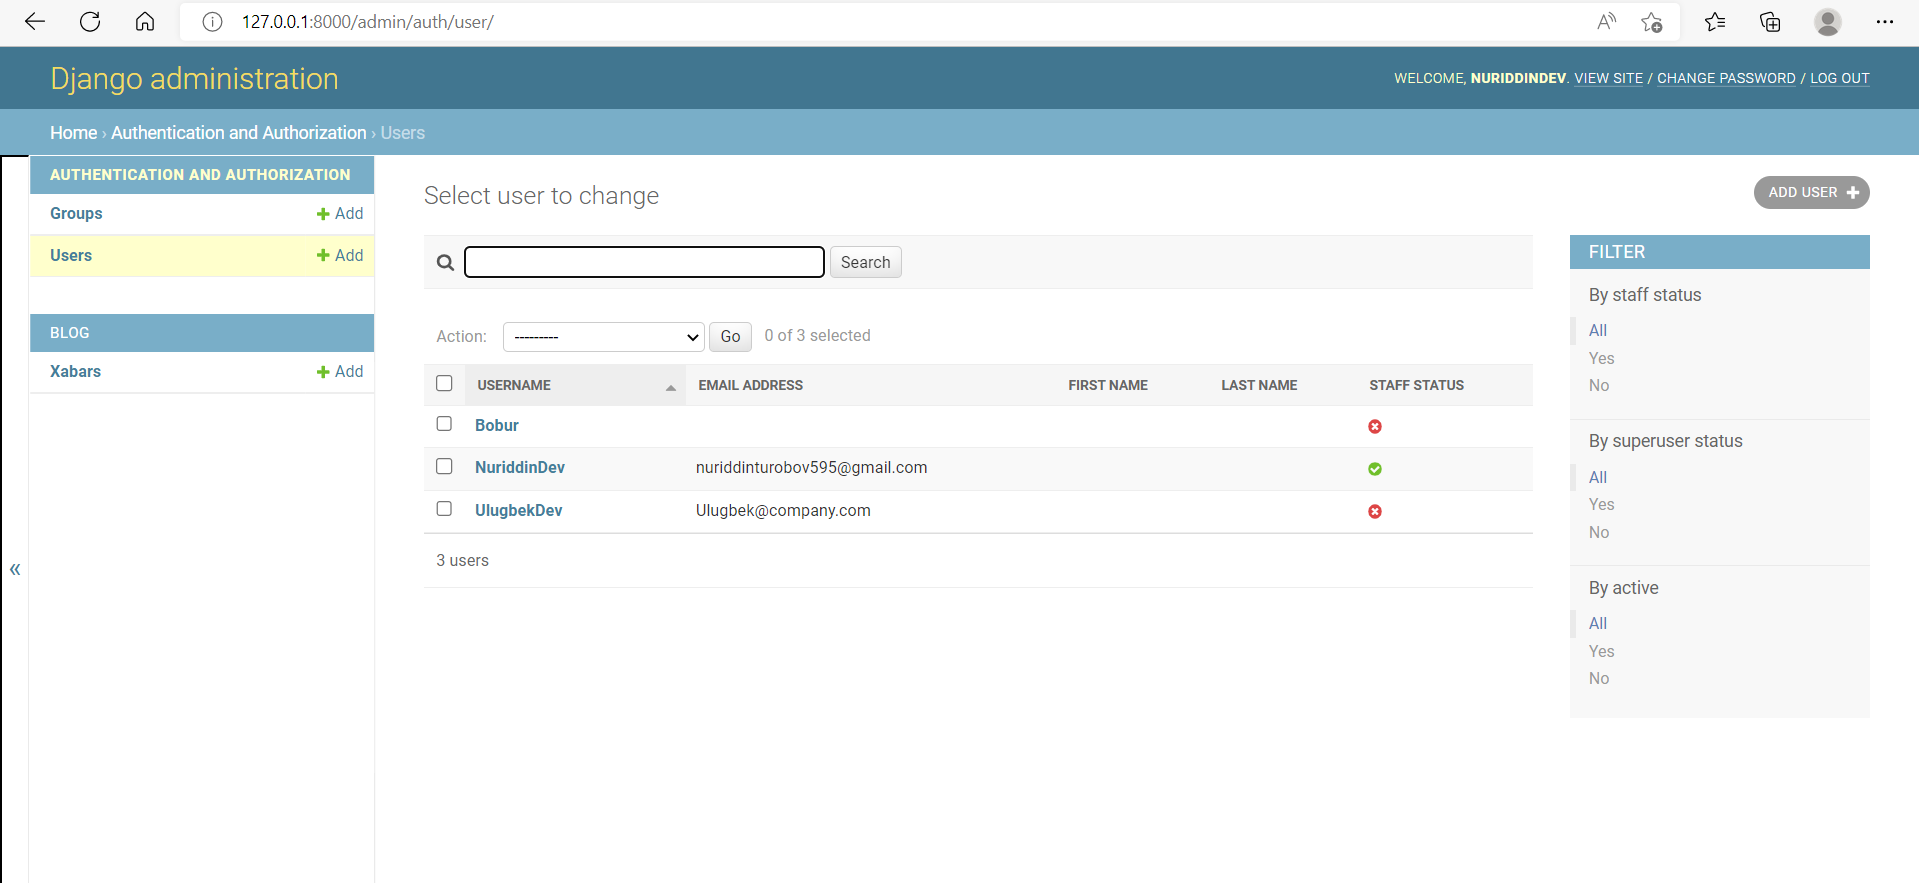 127.0.0.1:8000/admin/auth/user/
Django administration
WELCOME, NURIDDINDEV. VIEW SITE / CHANGE PASSWORD / LOG OUT
Home › Authentication and Authorization › Users
AUTHENTICATION AND AUTHORIZATION
Groups + Add
Users + Add
BLOG
Xabars + Add
«
Select user to change
ADD USER +
Search
Action: --------- Go 0 of 3 selected
USERNAME EMAIL ADDRESS FIRST NAME LAST NAME STAFF STATUS
Bobur
NuriddinDev nuriddinturobov595@gmail.com
UlugbekDev Ulugbek@company.com
3 users
FILTER
By staff status
All
Yes
No
By superuser status
All
Yes
No
By active
All
Yes
No